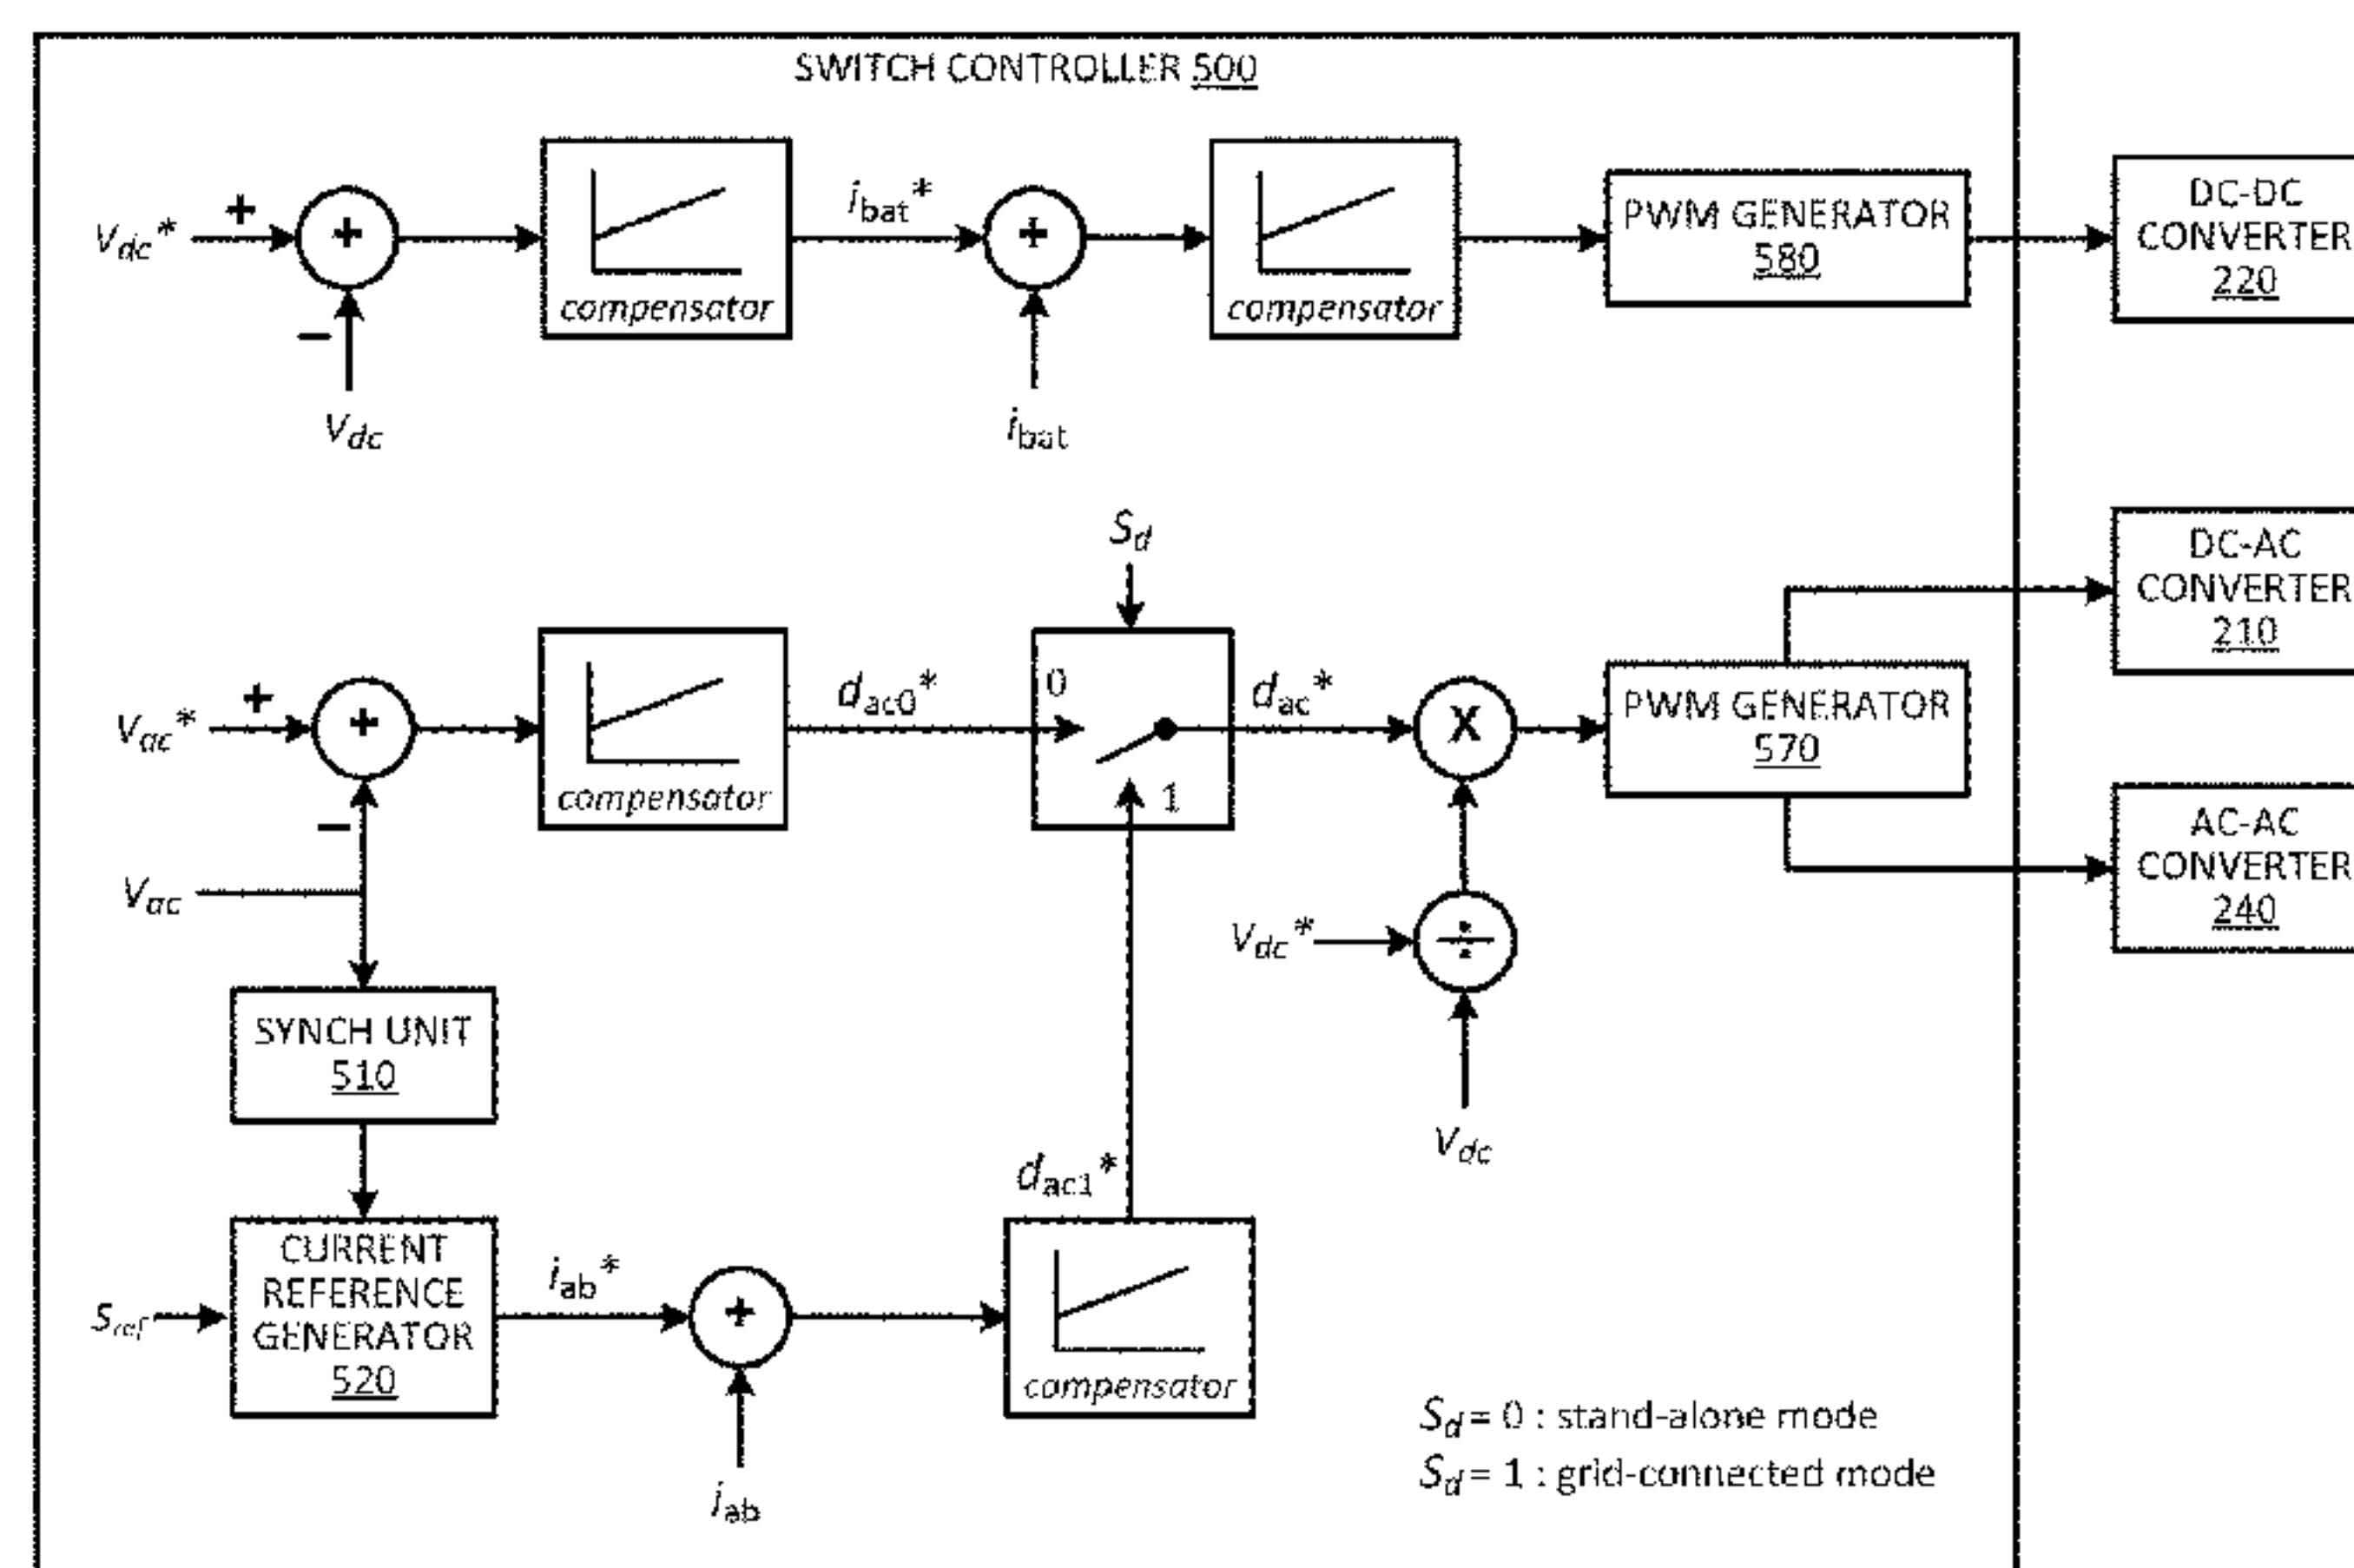 SWITCH CONTROLLER 500
Vdc*
+
+
−
Vdc
compensator
ibat*
+
ibat
compensator
PWM GENERATOR
580
DC-DC
CONVERTER
220
Sd
Vac*
+
+
−
Vac
compensator
dac0*
0
1
dac*
X
PWM GENERATOR
570
DC-AC
CONVERTER
210
AC-AC
CONVERTER
240
Vdc*
÷
Vdc
SYNCH UNIT
510
Sref
CURRENT
REFERENCE
GENERATOR
520
iab*
+
iab
dac1*
compensator
Sd = 0 : stand-alone mode
Sd = 1 : grid-connected mode